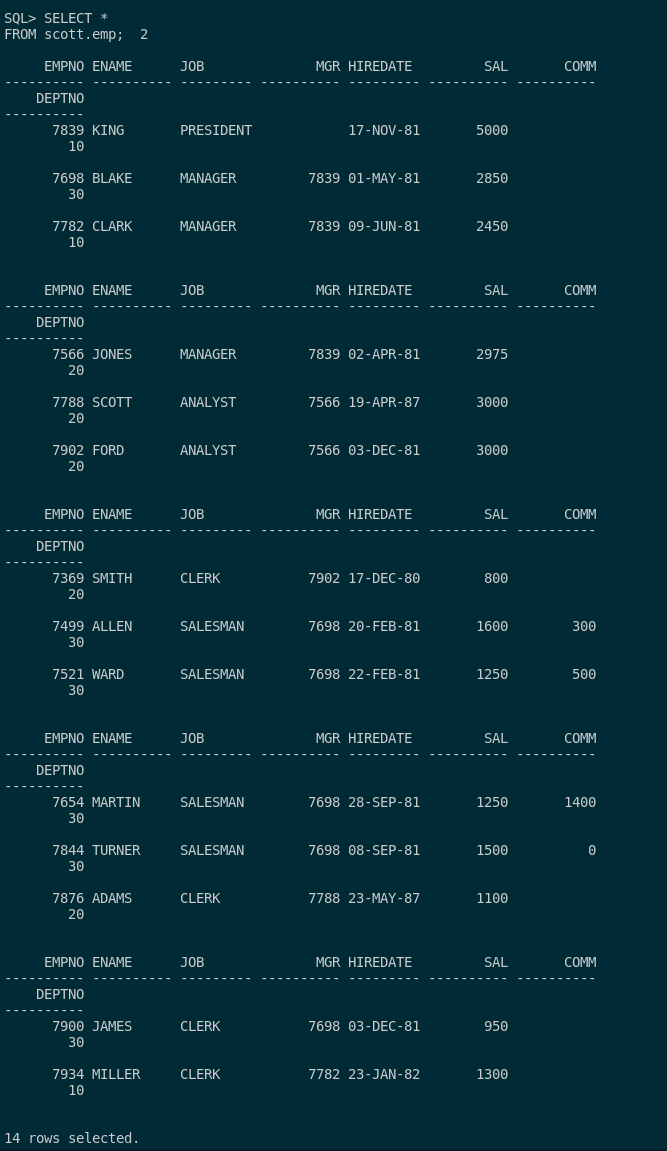 SQL> SELECT *
FROM scott.emp;  2
     EMPNO ENAME      JOB              MGR HIREDATE         SAL       COMM
---------- ---------- --------- ---------- --------- ---------- ----------
    DEPTNO
----------
      7839 KING       PRESIDENT            17-NOV-81       5000
        10
      7698 BLAKE      MANAGER         7839 01-MAY-81       2850
        30
      7782 CLARK      MANAGER         7839 09-JUN-81       2450
        10
     EMPNO ENAME      JOB              MGR HIREDATE         SAL       COMM
---------- ---------- --------- ---------- --------- ---------- ----------
    DEPTNO
----------
      7566 JONES      MANAGER         7839 02-APR-81       2975
        20
      7788 SCOTT      ANALYST         7566 19-APR-87       3000
        20
      7902 FORD       ANALYST         7566 03-DEC-81       3000
        20
     EMPNO ENAME      JOB              MGR HIREDATE         SAL       COMM
---------- ---------- --------- ---------- --------- ---------- ----------
    DEPTNO
----------
      7369 SMITH      CLERK           7902 17-DEC-80        800
        20
      7499 ALLEN      SALESMAN        7698 20-FEB-81       1600        300
        30
      7521 WARD       SALESMAN        7698 22-FEB-81       1250        500
        30
     EMPNO ENAME      JOB              MGR HIREDATE         SAL       COMM
---------- ---------- --------- ---------- --------- ---------- ----------
    DEPTNO
----------
      7654 MARTIN     SALESMAN        7698 28-SEP-81       1250       1400
        30
      7844 TURNER     SALESMAN        7698 08-SEP-81       1500          0
        30
      7876 ADAMS      CLERK           7788 23-MAY-87       1100
        20
     EMPNO ENAME      JOB              MGR HIREDATE         SAL       COMM
---------- ---------- --------- ---------- --------- ---------- ----------
    DEPTNO
----------
      7900 JAMES      CLERK           7698 03-DEC-81        950
        30
      7934 MILLER     CLERK           7782 23-JAN-82       1300
        10
14 rows selected.